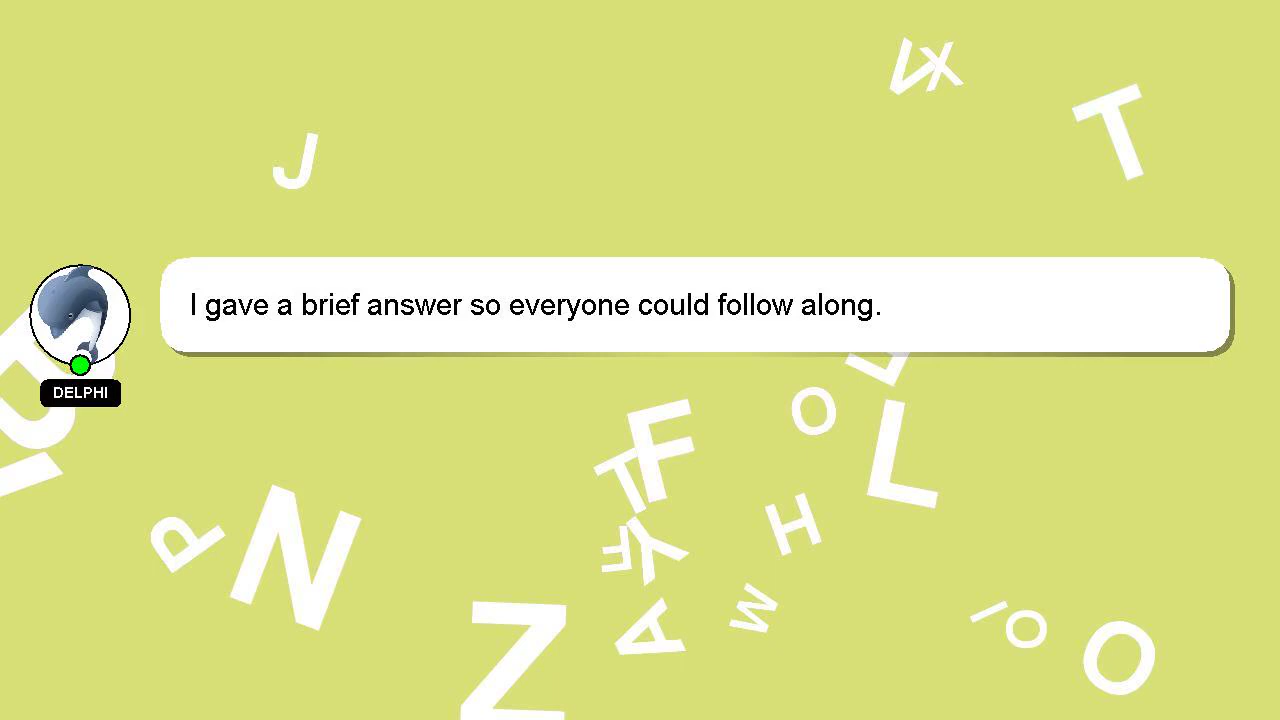 I gave a brief answer so everyone could follow along.
DELPHI
V X
T
J
L
O
F
L
T
P
N
H
F Y
Z
A
W
I
O
O